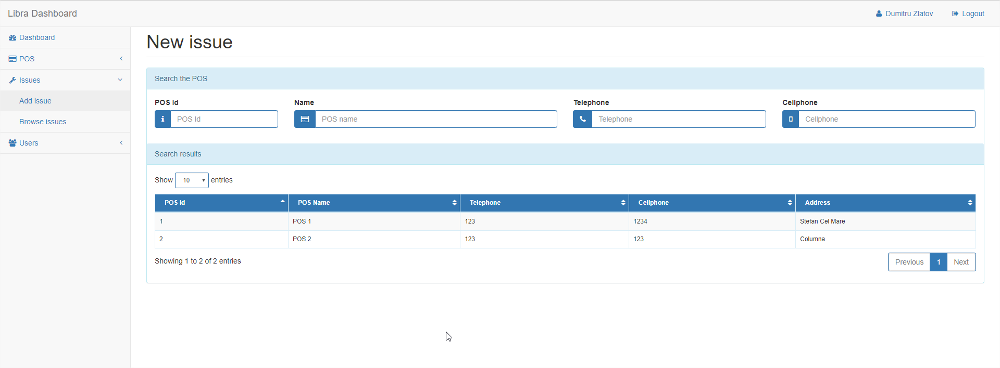 Libra Dashboard
Dumitru Zlatov
Logout
Dashboard
POS
Issues
Add issue
Browse issues
Users
New issue
Search the POS
POS Id Name Telephone Cellphone
POS Id POS name Telephone Cellphone
Search results
Show 10 entries
POS Id POS Name Telephone Cellphone Address
1 POS 1 123 1234 Stefan Cel Mare
2 POS 2 123 123 Columna
Showing 1 to 2 of 2 entries
Previous 1 Next